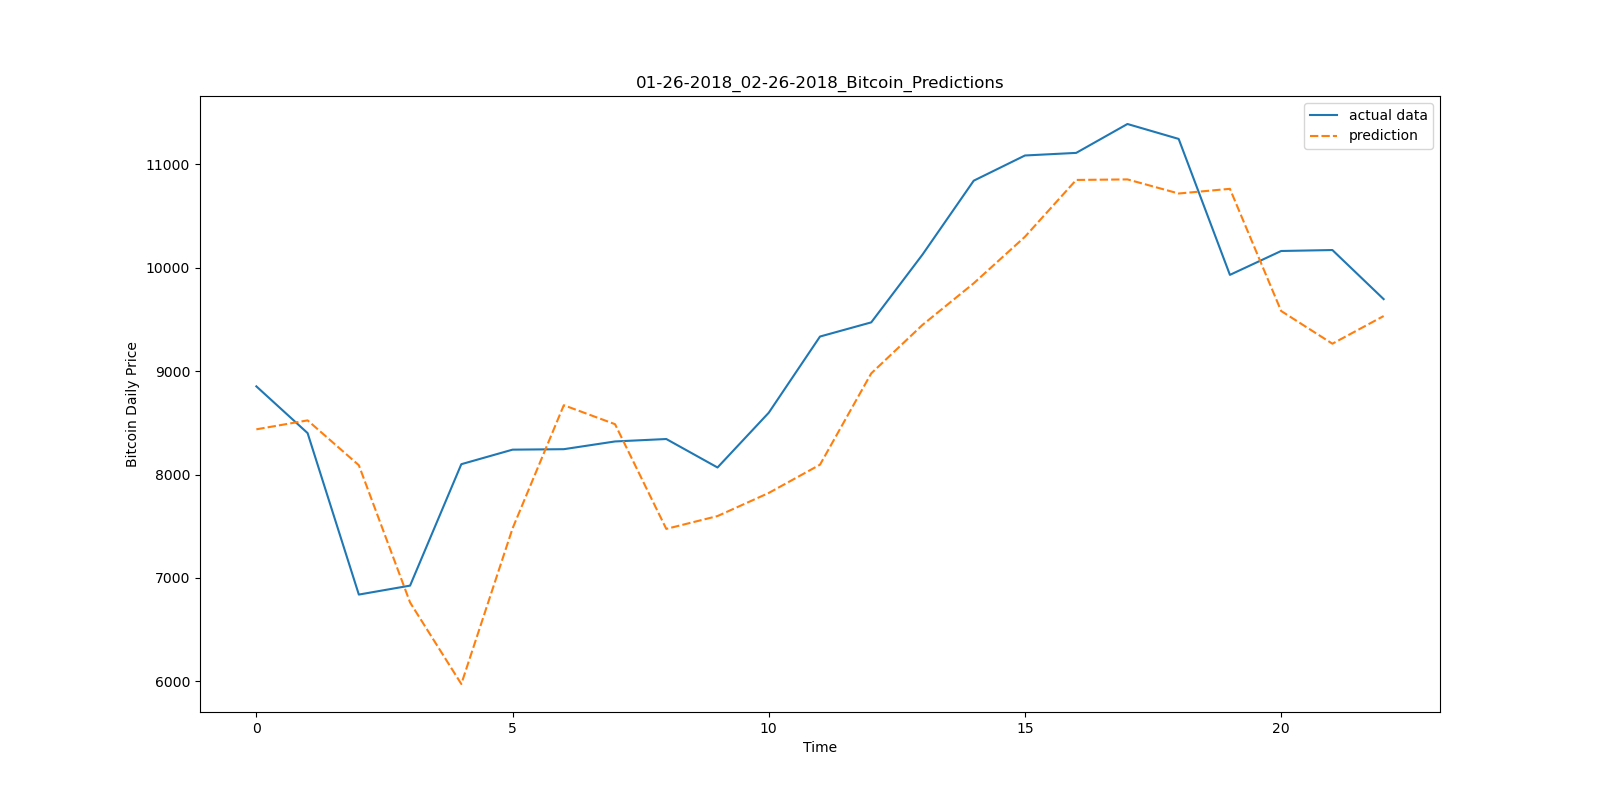 01-26-2018_02-26-2018_Bitcoin_Predictions
actual data
prediction
11000
10000
9000
8000
7000
6000
Bitcoin Daily Price
0 5 10 15 20
Time